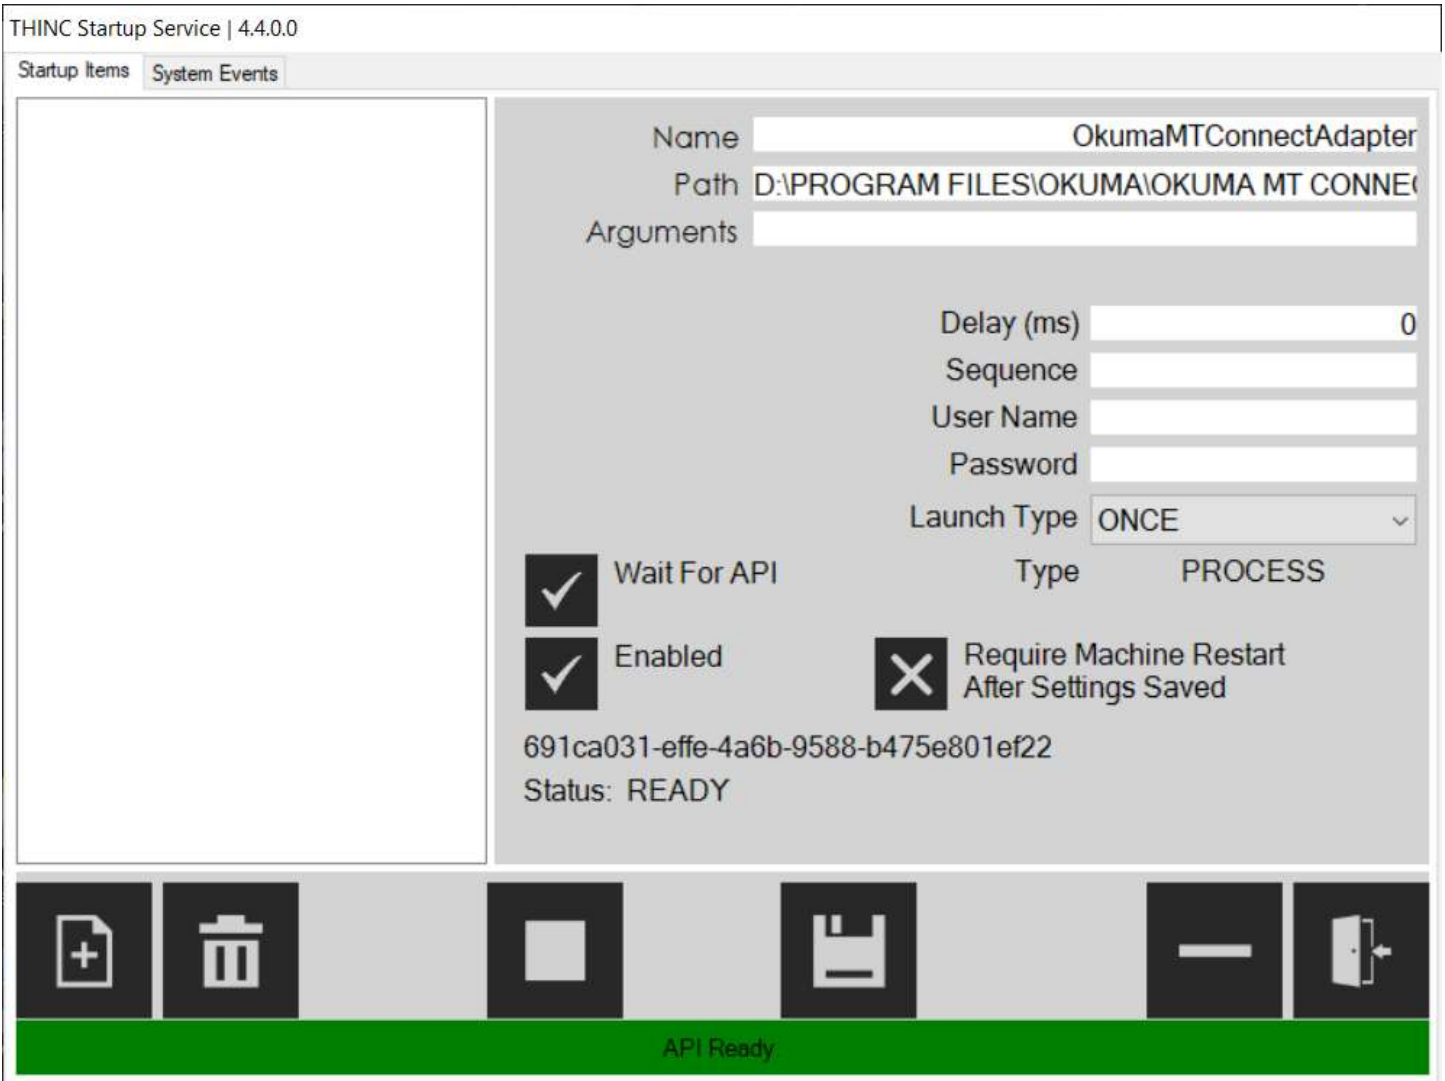 THINC Startup Service | 4.4.0.0
Startup Items System Events
Name OkumaMTConnectAdapter
Path D:\PROGRAM FILES\OKUMA\OKUMA MT CONNE
Arguments
Delay (ms) 0
Sequence
User Name
Password
Launch Type ONCE
Wait For API Type PROCESS
Enabled Require Machine Restart
After Settings Saved
691ca031-effe-4a6b-9588-b475e801ef22
Status: READY
API Ready